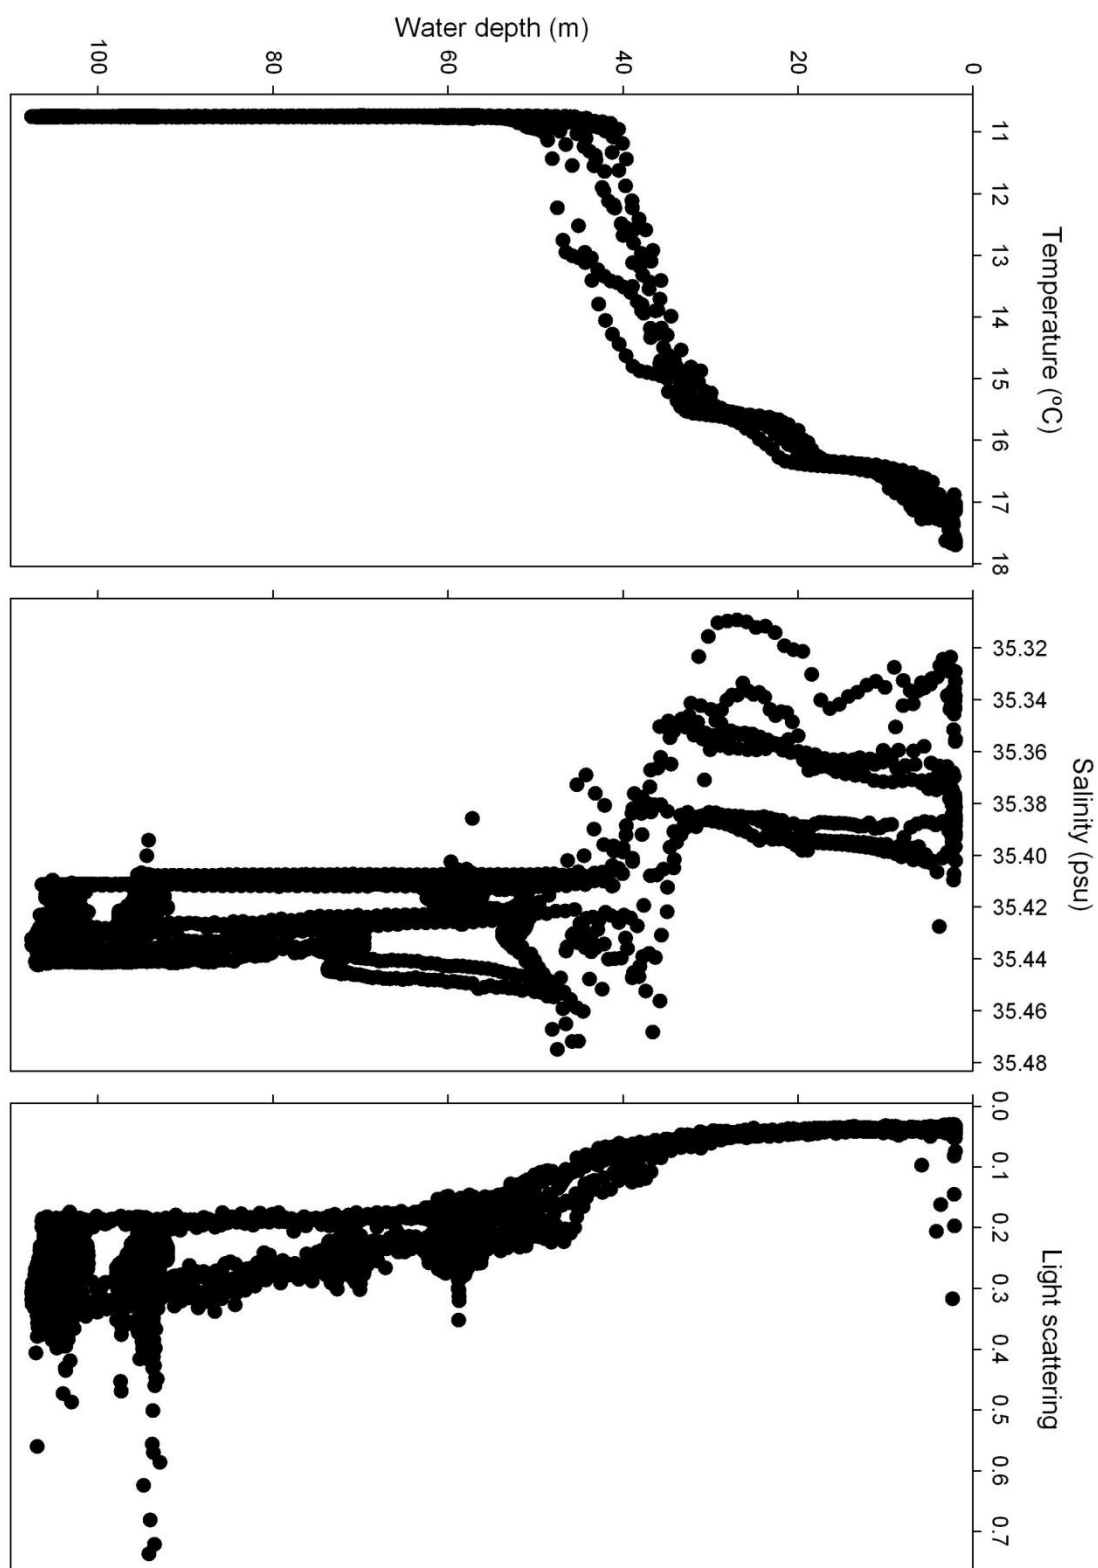 Temperature (ºC)
11 12 13 14 15 16 17 18
Salinity (psu)
35.32 35.34 35.36 35.38 35.40 35.42 35.44 35.46 35.48
Light scattering
0.0 0.1 0.2 0.3 0.4 0.5 0.6 0.7
Water depth (m)
0
20
40
60
80
100